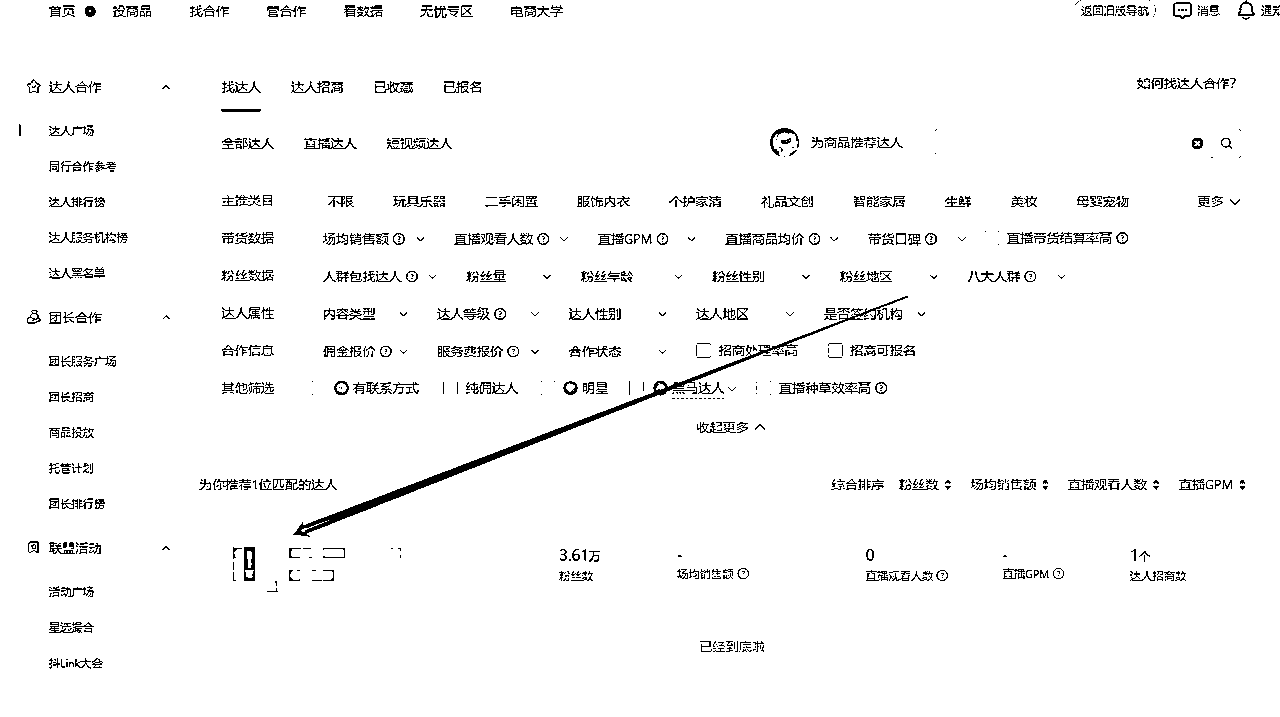 首页 投商品 找合作 管合作 看数据 无忧专区 电商大学 返回旧版导航 消息
达人合作
达人广场
同行合作参考
达人排行榜
达人服务机构榜
达人黑名单
团长合作
团长服务广场
团长招商
商品投放
托管计划
团长排行榜
联盟活动
活动广场
星选撮合
抖Link大会
找达人 达人招商 已收藏 已报名 如何找达人合作?
全部达人 直播达人 短视频达人 为商品推荐达人
主推类目 不限 玩具乐器 二手闲置 服饰内衣 个护家清 礼品文创 智能家居 生鲜 美妆 母婴宠物 更多
带货数据 场均销售额 直播观看人数 直播GPM 直播商品均价 带货口碑 直播带货结算率高
粉丝数据 人群包找达人 粉丝量 粉丝年龄 粉丝性别 粉丝地区 八大人群
达人属性 内容类型 达人等级 达人性别 达人地区 是否签约机构
合作信息 佣金报价 服务费报价 合作状态 招商处理率高 招商可报名
其他筛选 有联系方式 纯佣达人 明星 黑马达人 直播种草效率高
收起更多
为你推荐1位匹配的达人 综合排序 粉丝数 场均销售额 直播观看人数 直播GPM
3.61万 - 0 - 1个
粉丝数 场均销售额 直播观看人数 直播GPM 达人招商数
已经到底啦